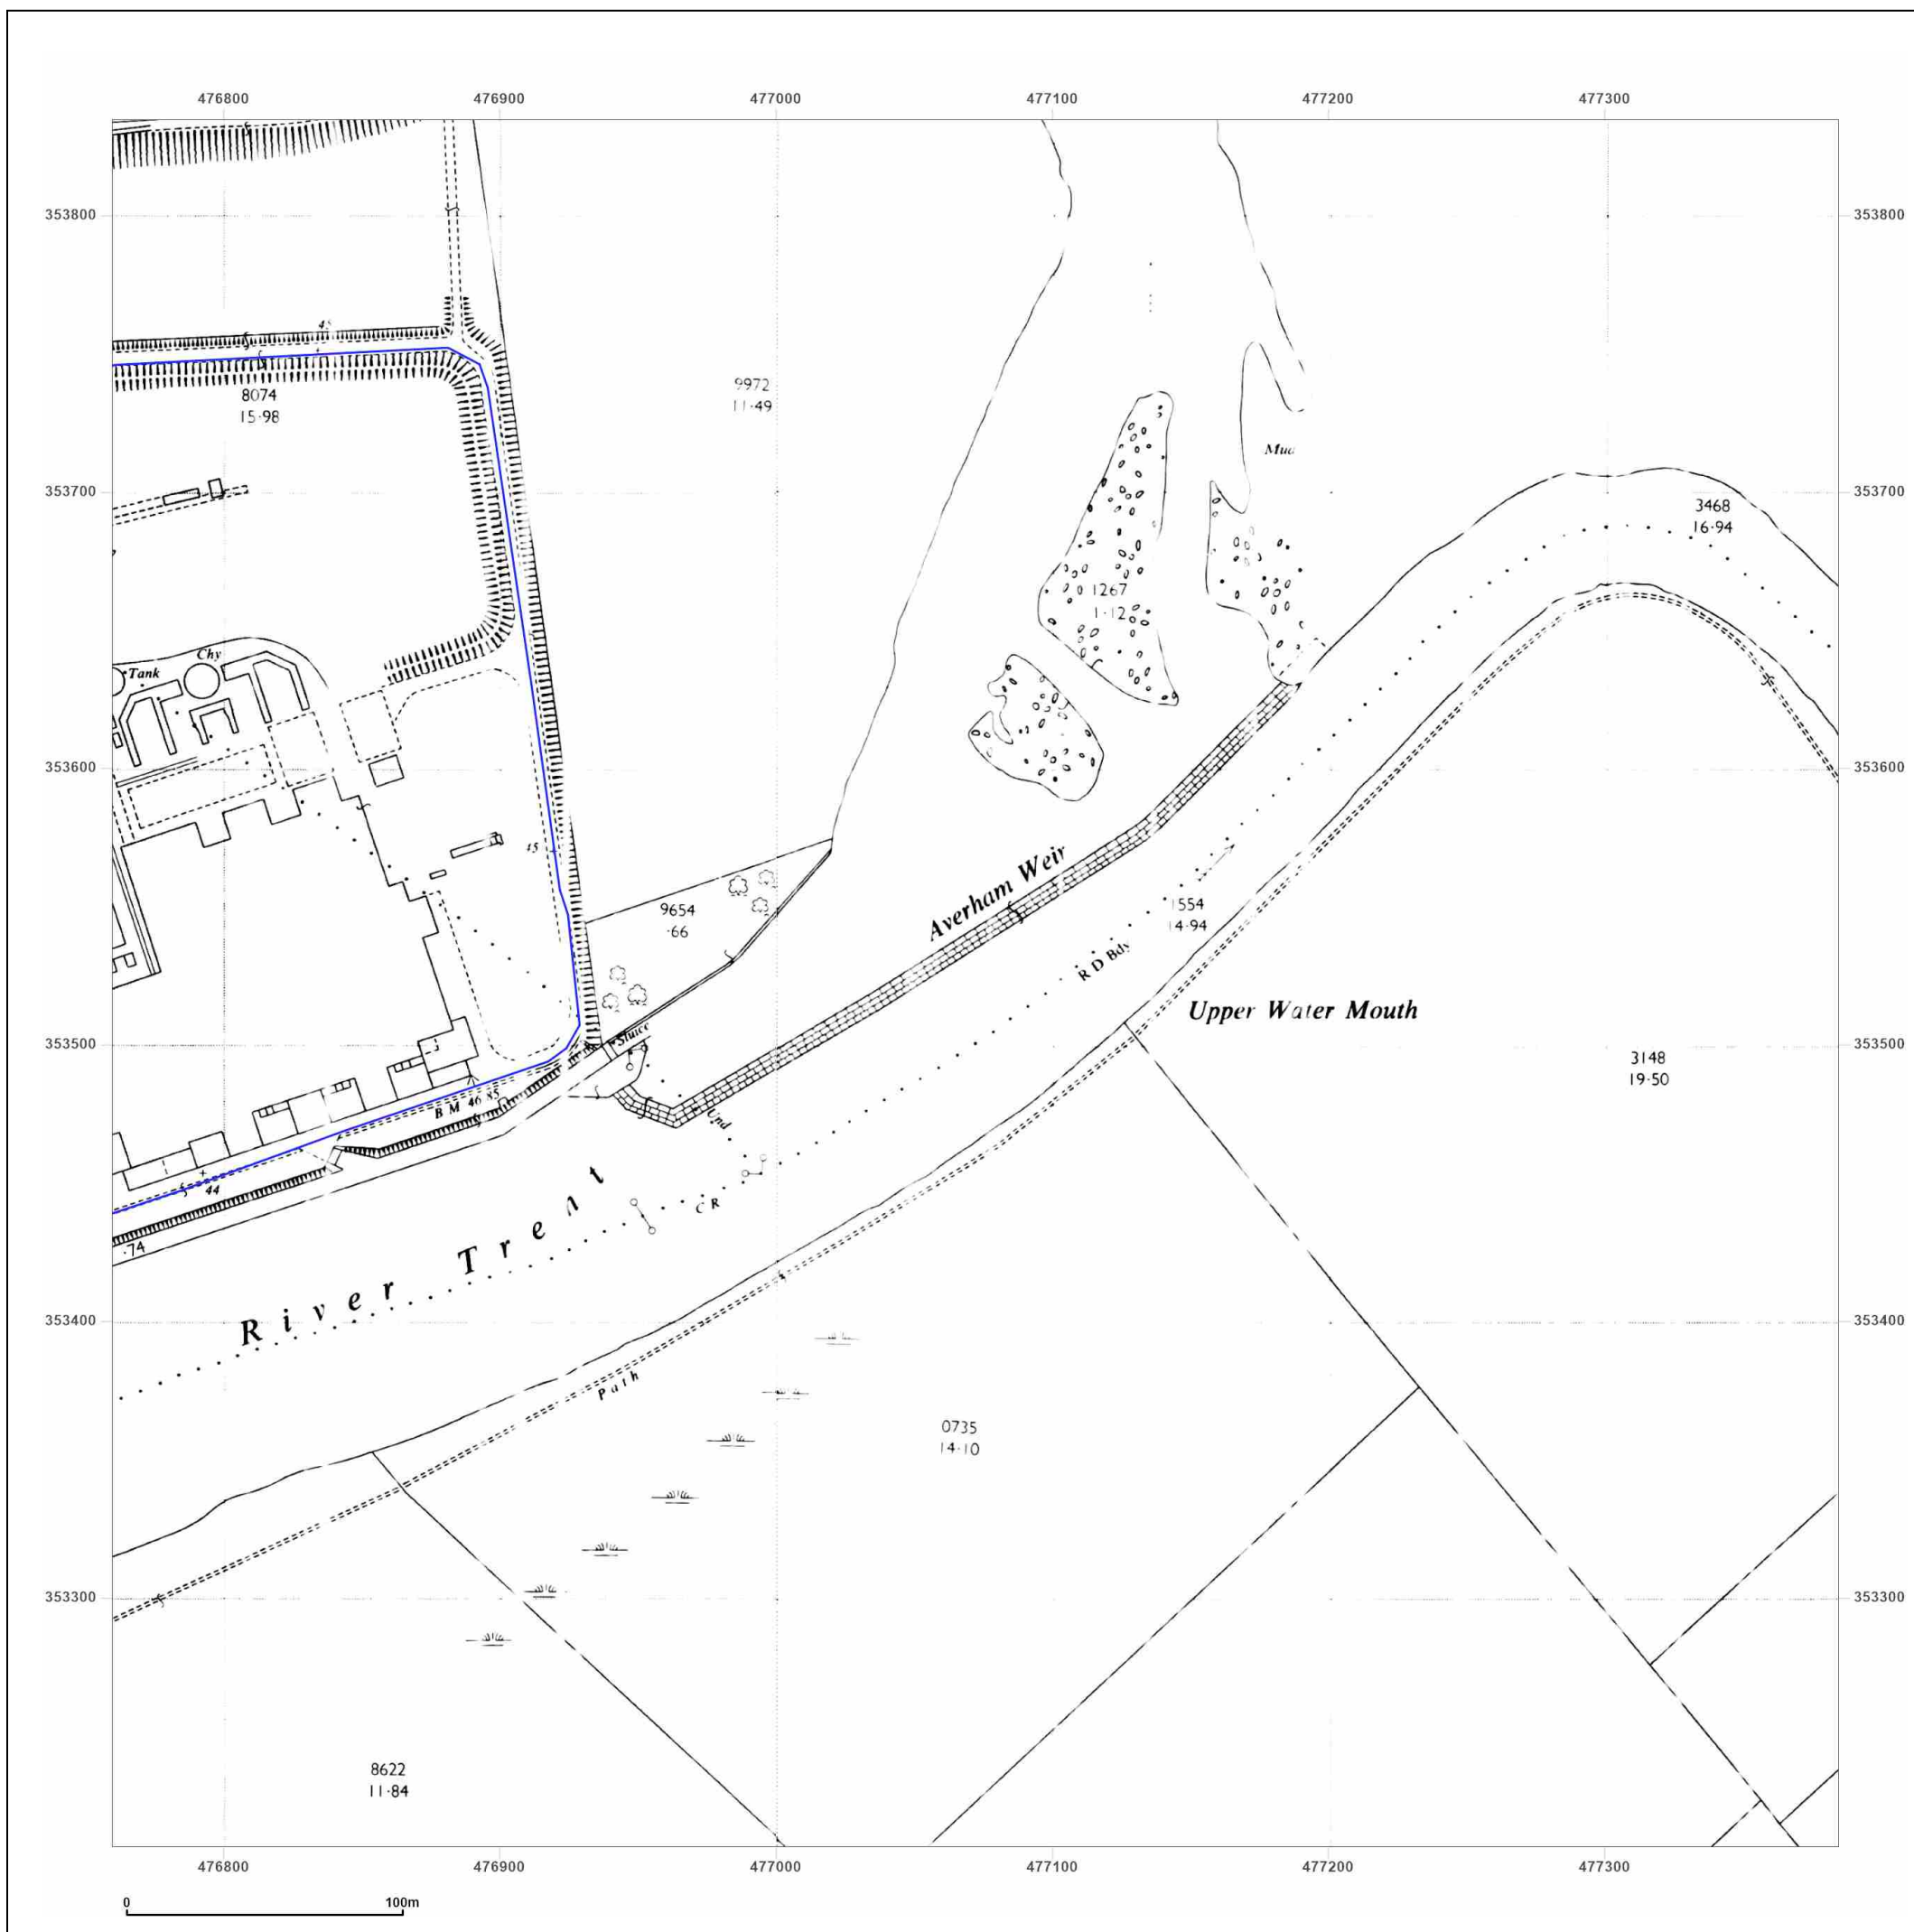 476800 476900 477000 477100 477200 477300
353800 353800
45
8074
15·98
9972
11·49
353700 353700
3468
16·94
1267
1·12
Chy
Tank
353600 353600
45
Averham Weir
9654
·66
1554
14·94
R D Bdy
Upper Water Mouth
Sluice
353500 353500
3148
19·50
B M 46·85
Und
44
C R
·74
River Trent
353400 353400
Path
0735
14·10
353300 353300
8622
11·84
476800 476900 477000 477100 477200 477300
0 100m